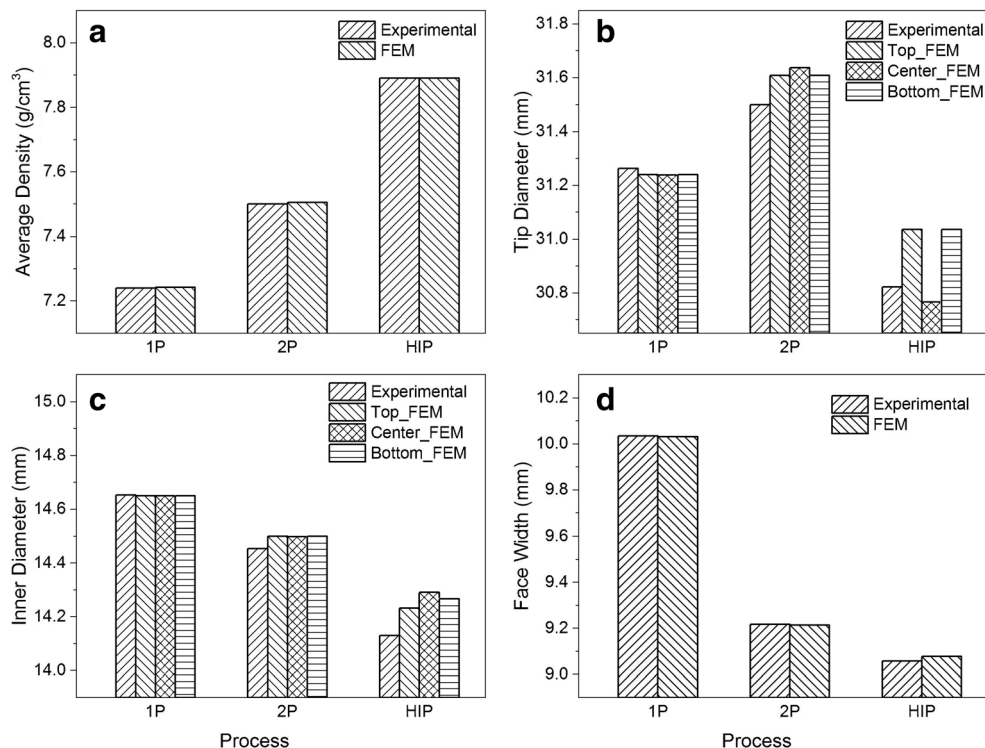 a
Experimental
FEM
8.0
7.8
7.6
7.4
7.2
Average Density (g/cm³)
1P 2P HIP
b
Experimental
Top_FEM
Center_FEM
Bottom_FEM
31.8
31.6
31.4
31.2
31.0
30.8
Tip Diameter (mm)
1P 2P HIP
c
Experimental
Top_FEM
Center_FEM
Bottom_FEM
15.0
14.8
14.6
14.4
14.2
14.0
Inner Diameter (mm)
1P 2P HIP
Process
d
Experimental
FEM
10.2
10.0
9.8
9.6
9.4
9.2
9.0
Face Width (mm)
1P 2P HIP
Process